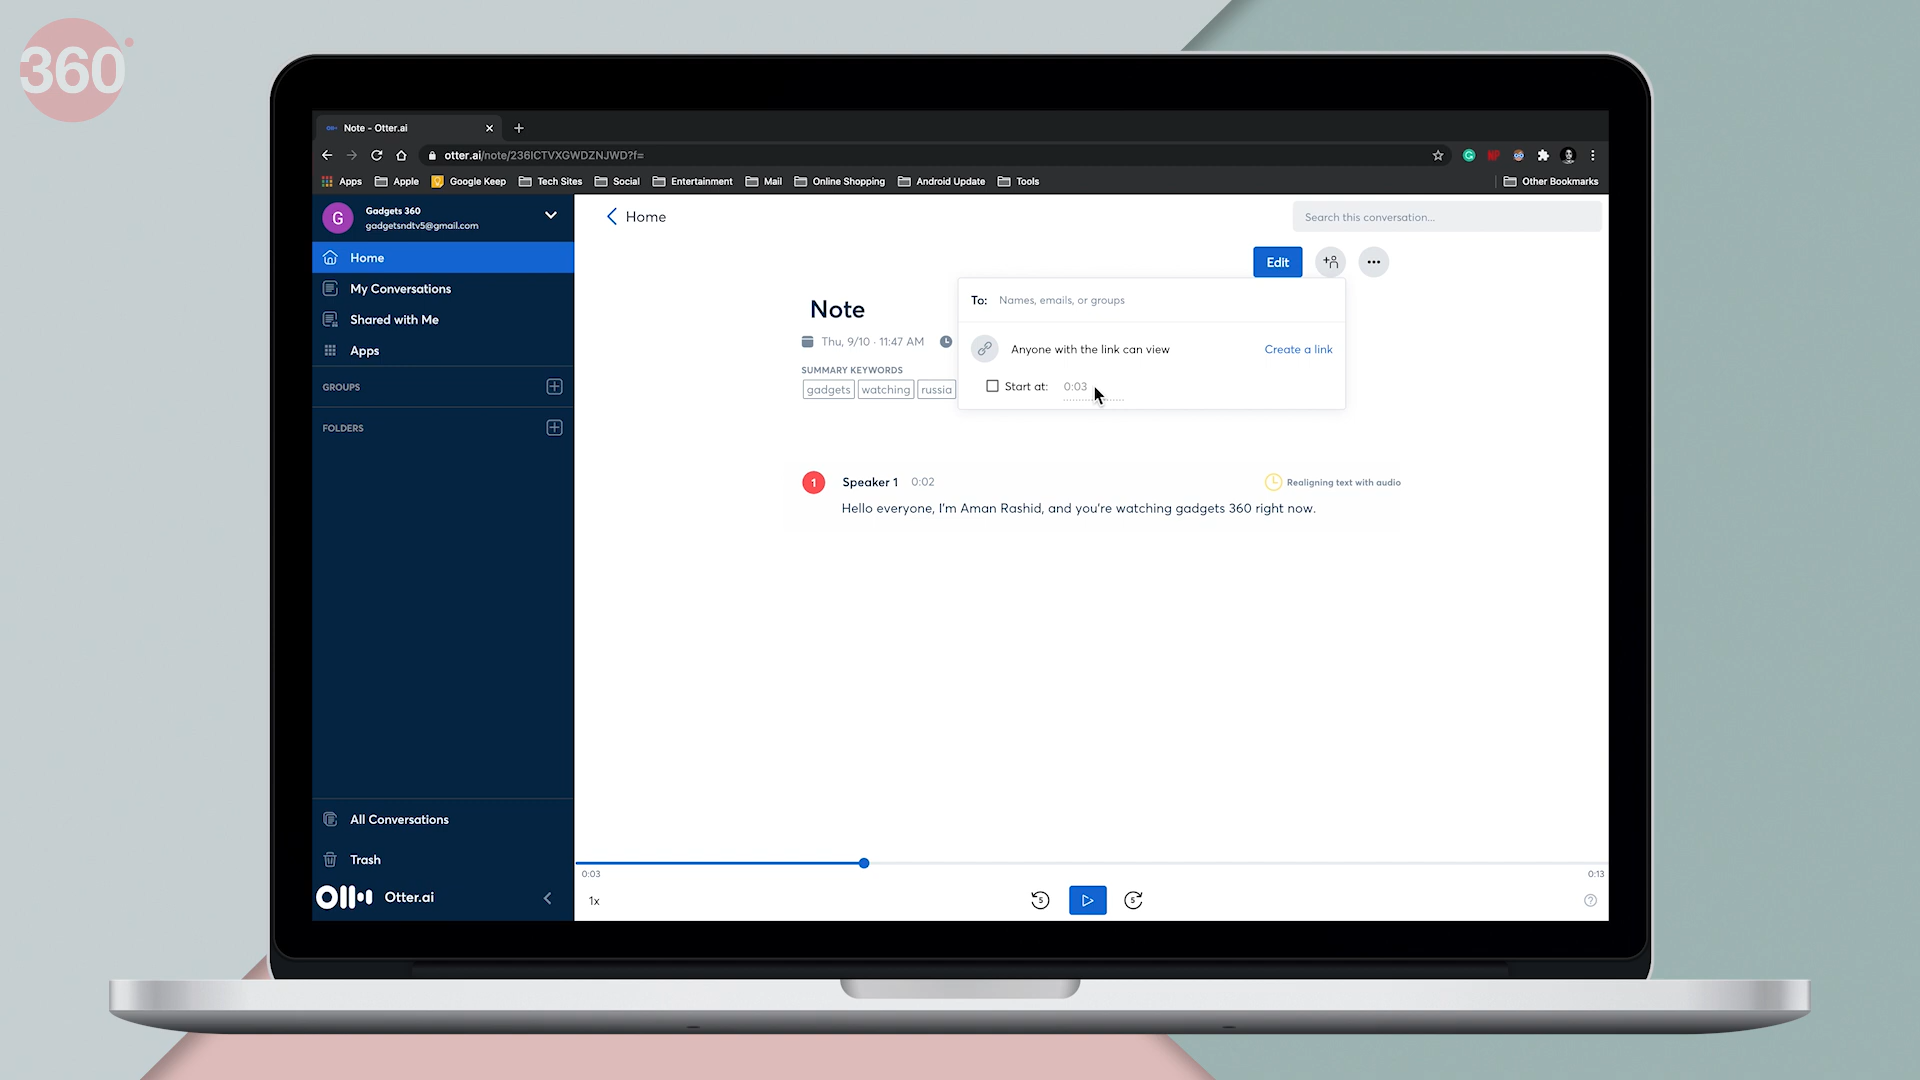 360
Note - Otter.ai
otter.ai/note/236ICTVXGWDZNJWD?f=
Apps Apple Google Keep Tech Sites Social Entertainment Mail Online Shopping Android Update Tools Other Bookmarks
G
Gadgets 360
gadgetsndtv5@gmail.com
Home
My Conversations
Shared with Me
Apps
GROUPS
FOLDERS
All Conversations
Trash
Otter.ai
Home
Search this conversation...
Edit
To: Names, emails, or groups
Anyone with the link can view Create a link
Start at: 0:03
Note
Thu, 9/10 · 11:47 AM
SUMMARY KEYWORDS
gadgets watching russia
1 Speaker 1 0:02 Realigning text with audio
Hello everyone, I'm Aman Rashid, and you're watching gadgets 360 right now.
0:03 0:13
1x 5 5 ?